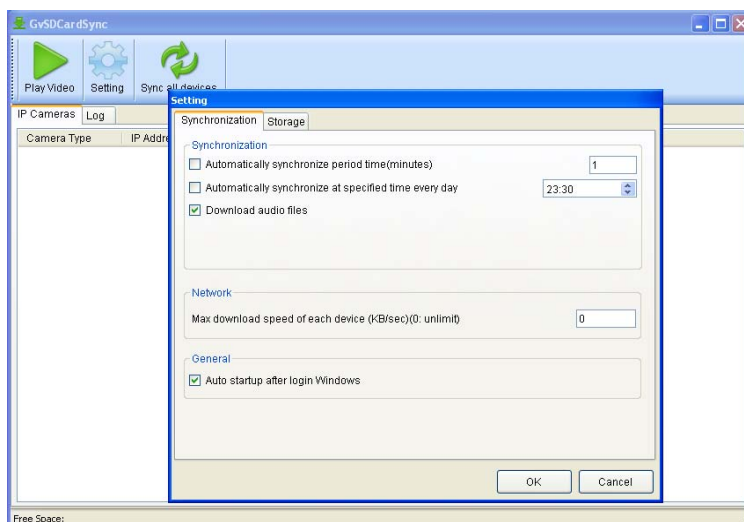 GvSDCardSync
Play Video Setting Sync all devices
IP Cameras Log
Camera Type IP Addre
Setting
Synchronization Storage
Synchronization
Automatically synchronize period time(minutes) 1
Automatically synchronize at specified time every day 23:30
Download audio files
Network
Max download speed of each device (KB/sec)(0: unlimit) 0
General
Auto startup after login Windows
OK Cancel
Free Space: